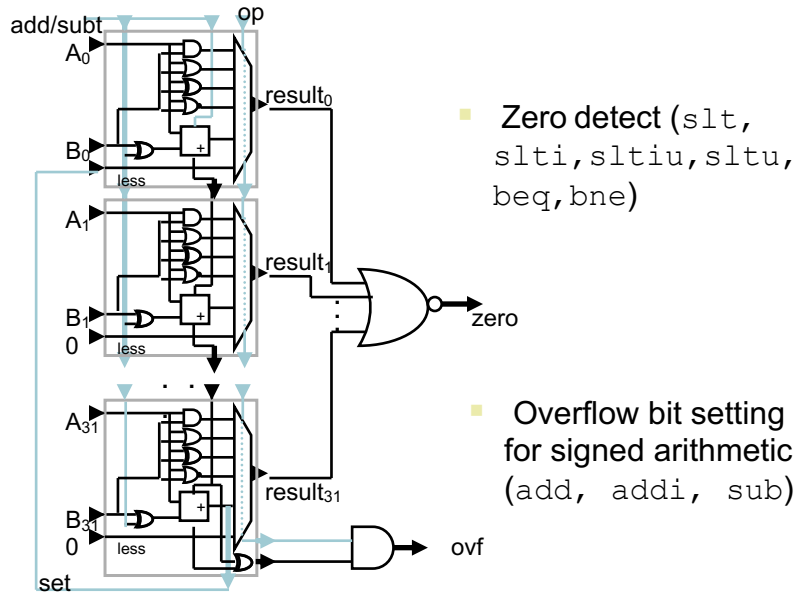 add/subt
op
A0
result0
B0
+
less
A1
result1
B1
+
0
less
. .
zero
A31
result31
B31
+
0
less
set
ovf
Zero detect (slt,
slti,sltiu,sltu,
beq,bne)
Overflow bit setting
for signed arithmetic
(add, addi, sub)